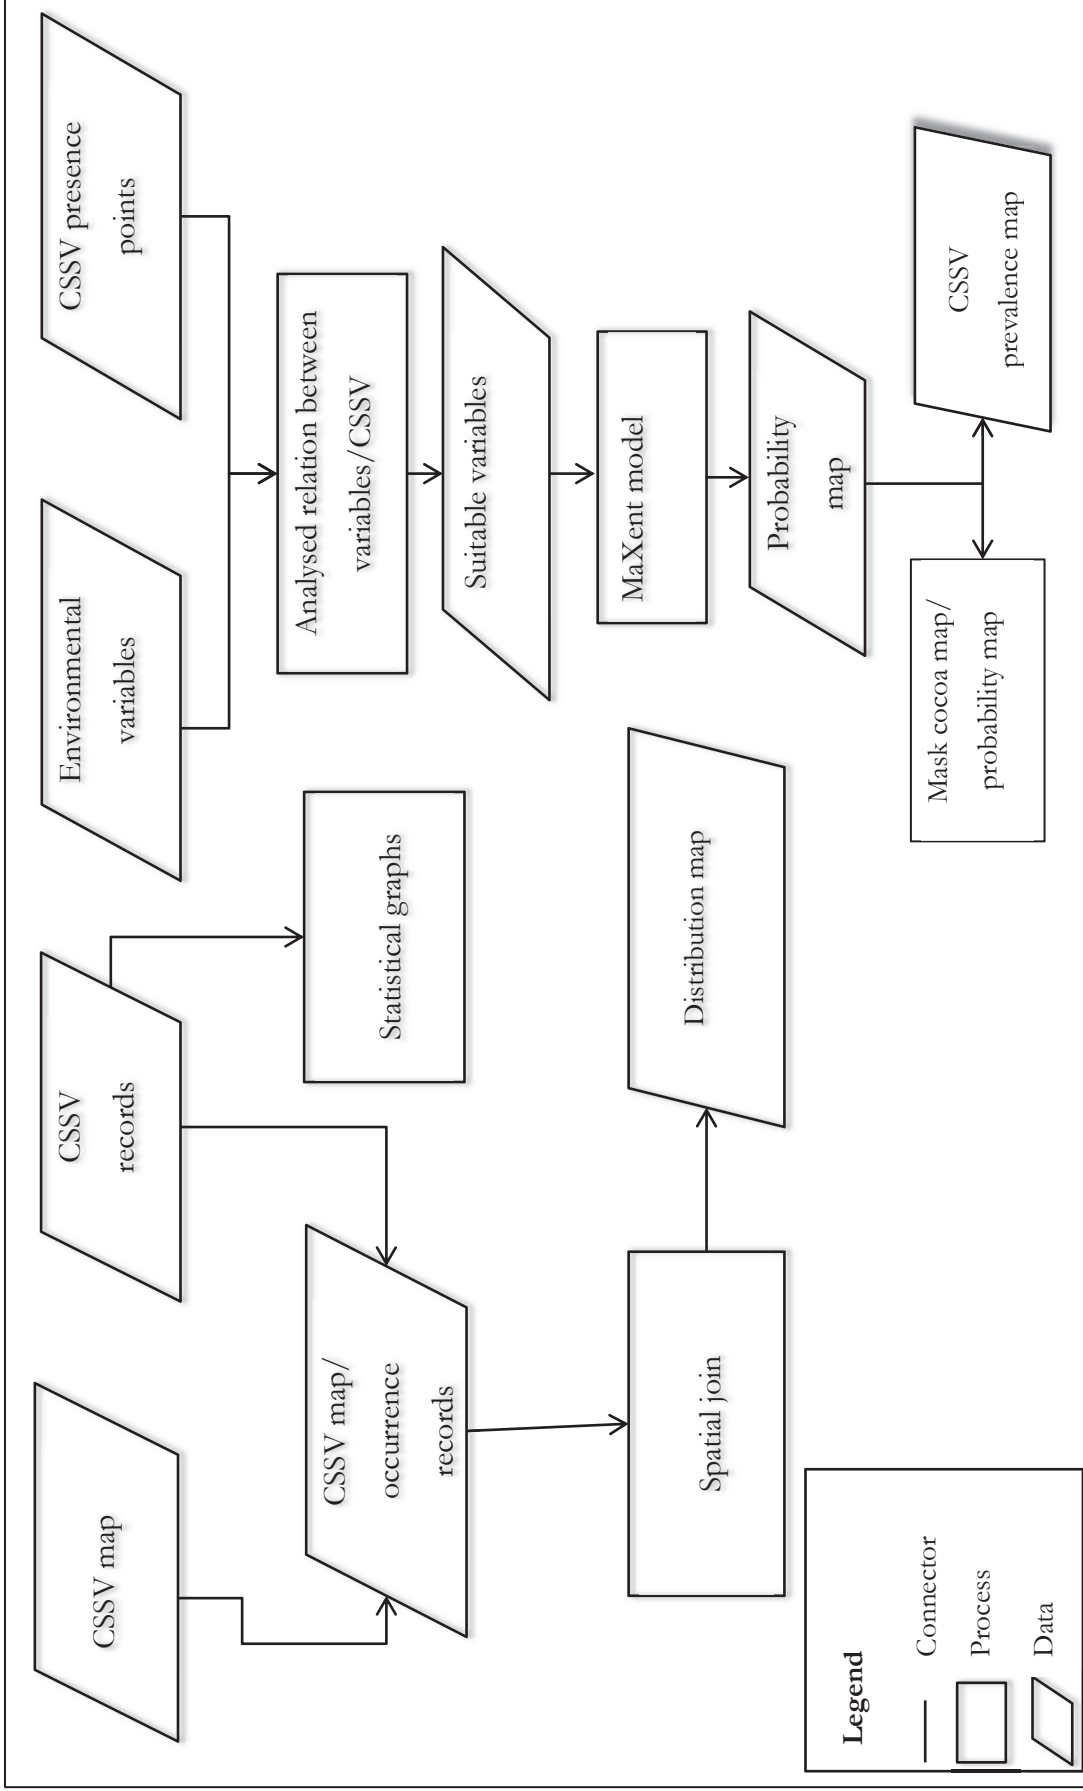 CSSV map
CSSV
records
Environmental
variables
CSSV presence
points
CSSV map/
occurrence
records
Statistical graphs
Analysed relation between
variables/CSSV
Suitable variables
Spatial join
Distribution map
MaXent model
Probability
map
Mask cocoa map/
probability map
CSSV
prevalence map
Legend
Connector
Process
Data